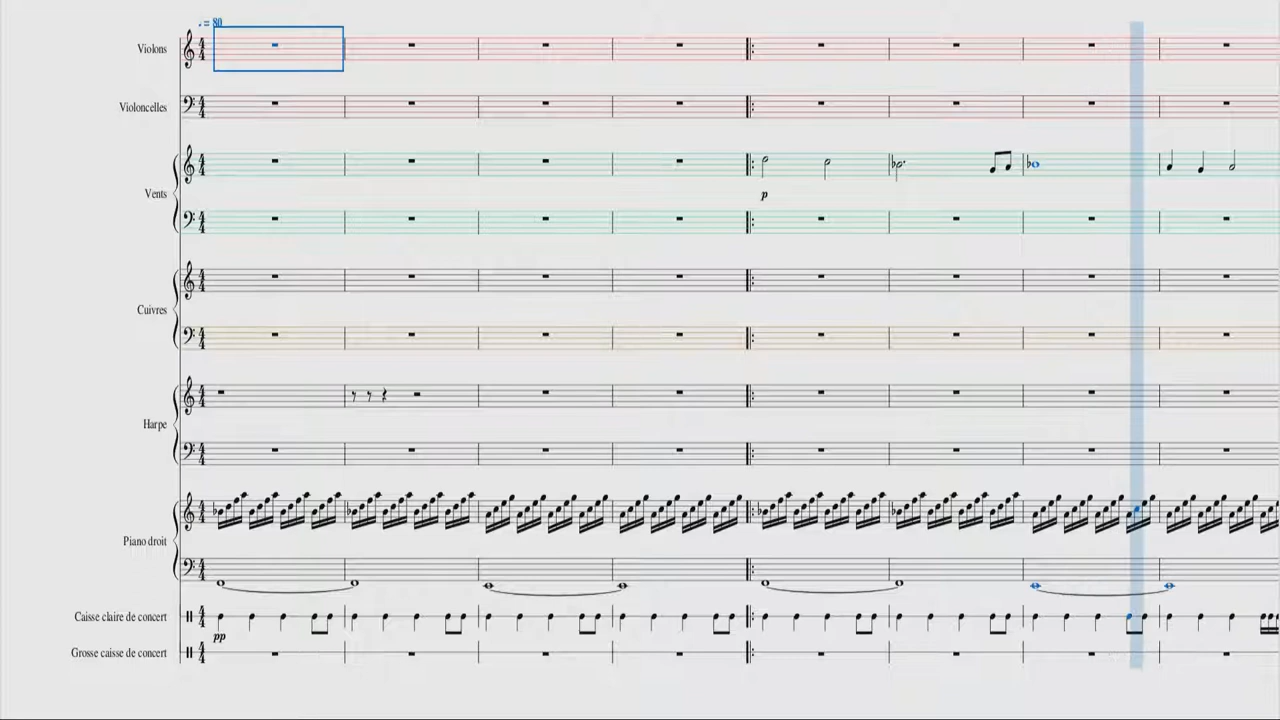 ♩ = 80
Violons
Violoncelles
Vents
p
Cuivres
Harpe
Piano droit
Caisse claire de concert
pp
Grosse caisse de concert